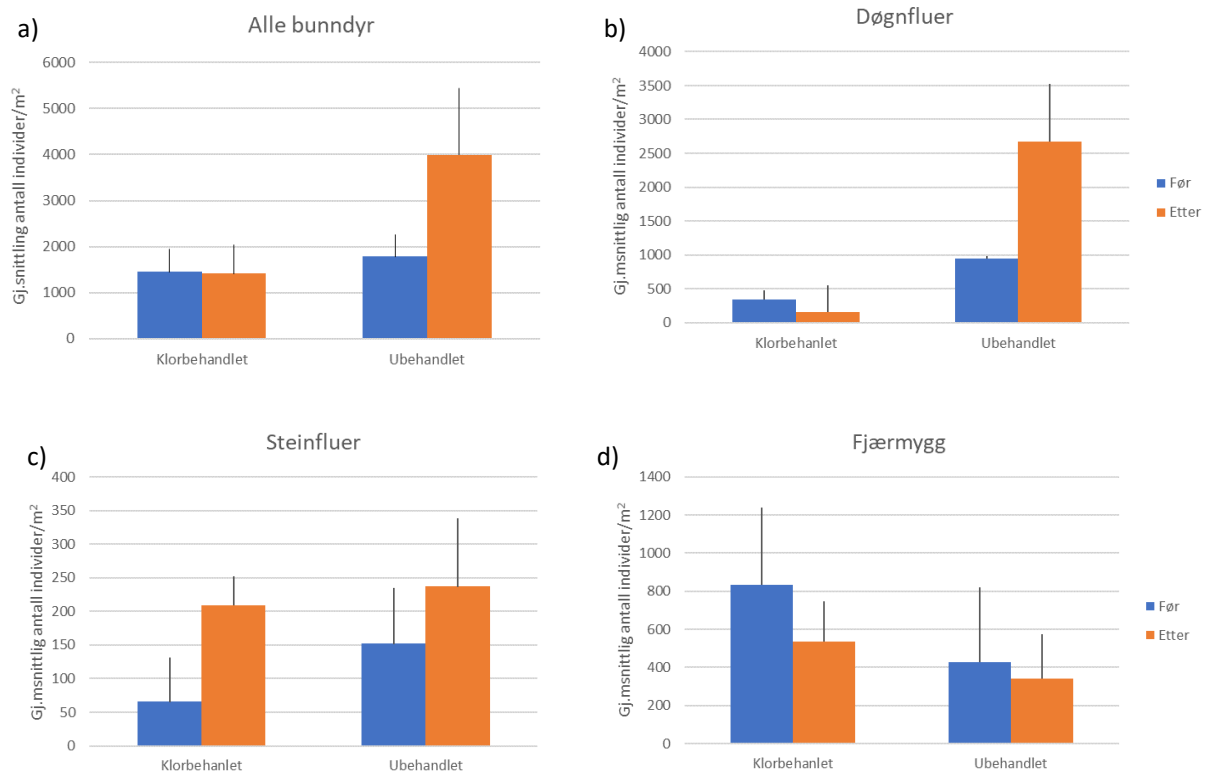 a)
Alle bunndyr
Gj.snittling antall individer/m²
6000
5000
4000
3000
2000
1000
0
Klorbehandlet
Ubehandlet
b)
Døgnfluer
Gj.msnittlig antall individer/m²
4000
3500
3000
2500
2000
1500
1000
500
0
Klorbehanlet
Ubehandlet
Før
Etter
c)
Steinfluer
Gj.msnittlig antall individer/m²
400
350
300
250
200
150
100
50
0
Klorbehanlet
Ubehandlet
d)
Fjærmygg
Gj.msnittlig antall individer/m²
1400
1200
1000
800
600
400
200
0
Klorbehanlet
Ubehandlet
Før
Etter